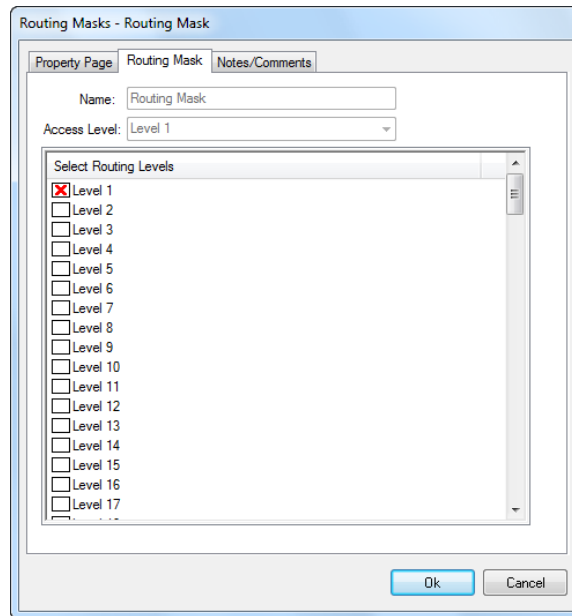 Routing Masks - Routing Mask
Property Page Routing Mask Notes/Comments
Name: Routing Mask
Access Level: Level 1
Select Routing Levels
Level 1
Level 2
Level 3
Level 4
Level 5
Level 6
Level 7
Level 8
Level 9
Level 10
Level 11
Level 12
Level 13
Level 14
Level 15
Level 16
Level 17
Ok Cancel